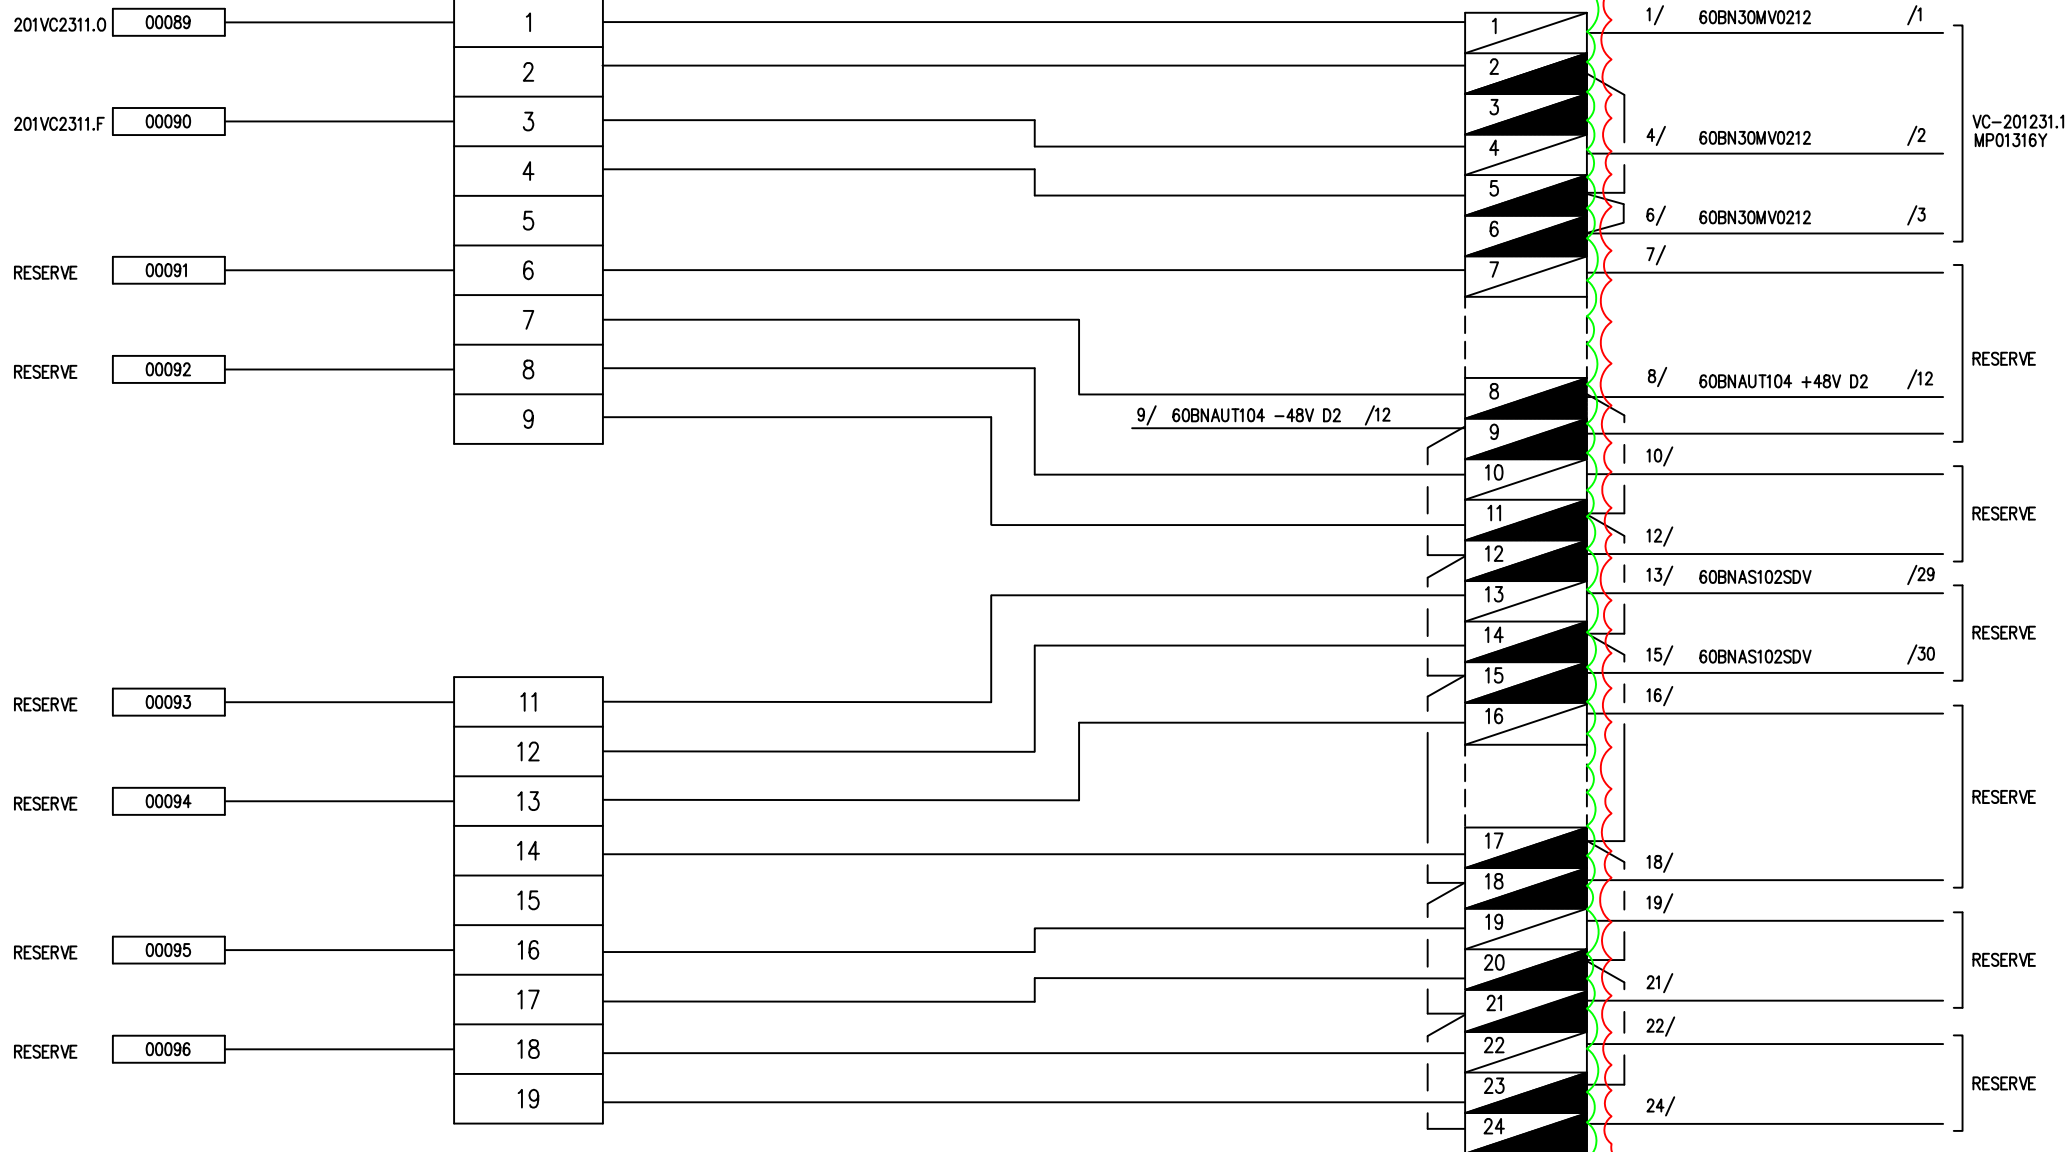 201VC2311.O 00089
201VC2311.F 00090
RESERVE 00091
RESERVE 00092
RESERVE 00093
RESERVE 00094
RESERVE 00095
RESERVE 00096
1
2
3
4
5
6
7
8
9
11
12
13
14
15
16
17
18
19
9/ 60BNAUT104 -48V D2 /12
1
2
3
4
5
6
7
8
9
10
11
12
13
14
15
16
17
18
19
20
21
22
23
24
1/ 60BN30MV0212 /1
4/ 60BN30MV0212 /2
6/ 60BN30MV0212 /3
7/
8/ 60BNAUT104 +48V D2 /12
10/
12/
13/ 60BNAS102SDV /29
15/ 60BNAS102SDV /30
16/
18/
19/
21/
22/
24/
VC-201231.1
MP01316Y
RESERVE
RESERVE
RESERVE
RESERVE
RESERVE
RESERVE